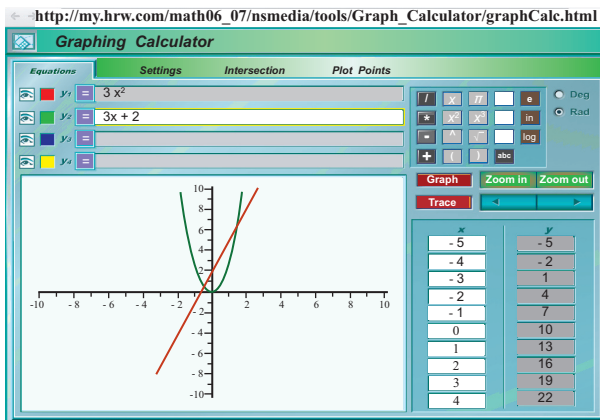 http://my.hrw.com/math06_07/nsmedia/tools/Graph_Calculator/graphCalc.html
Graphing Calculator
Equations Settings Intersection Plot Points
y₁ = 3 x²
y₂ = 3x + 2
y₃ =
y₄ =
/ x π e Deg
* x² x³ in Rad
- ^ √ log
+ ( ) abc
Graph Zoom in Zoom out
Trace
10
8
6
4
2
-10 -8 -6 -4 -2 0 2 4 6 8 10
-2
-4
-6
-8
-10
x y
-5 -5
-4 -2
-3 1
-2 4
-1 7
0 10
1 13
2 16
3 19
4 22